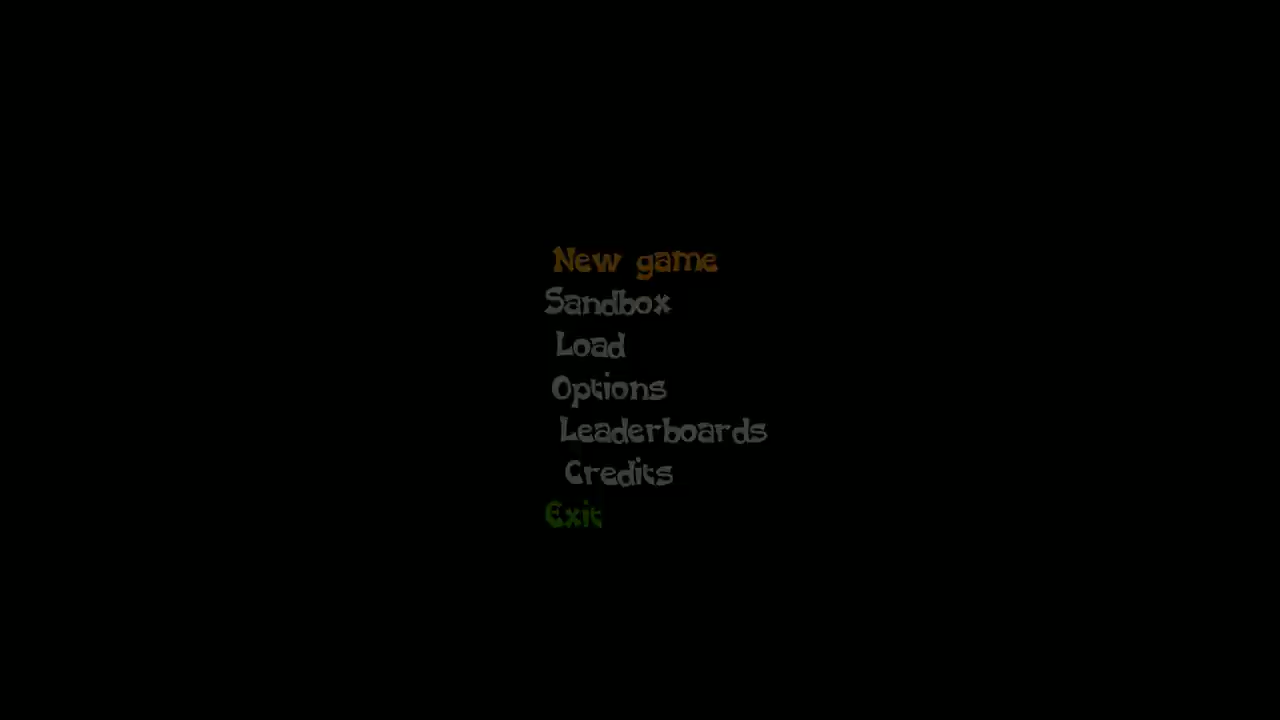 New game
Sandbox
Load
Options
Leaderboards
Credits
Exit